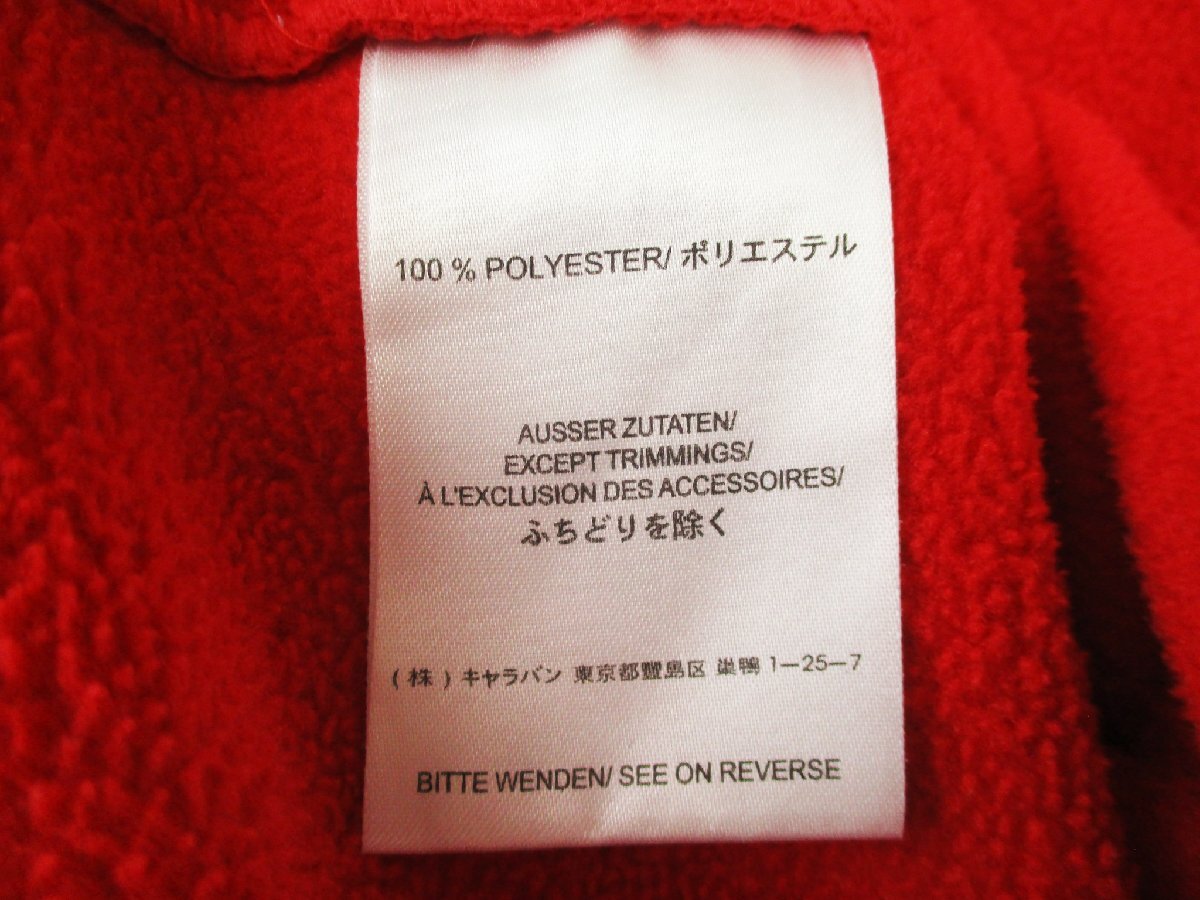 100 % POLYESTER/ ポリエステル
AUSSER ZUTATEN/
EXCEPT TRIMMINGS/
À L'EXCLUSION DES ACCESSOIRES/
ふちどりを除く
(株) キャラバン 東京都豐島区 巣鴨 1-25-7
BITTE WENDEN/ SEE ON REVERSE